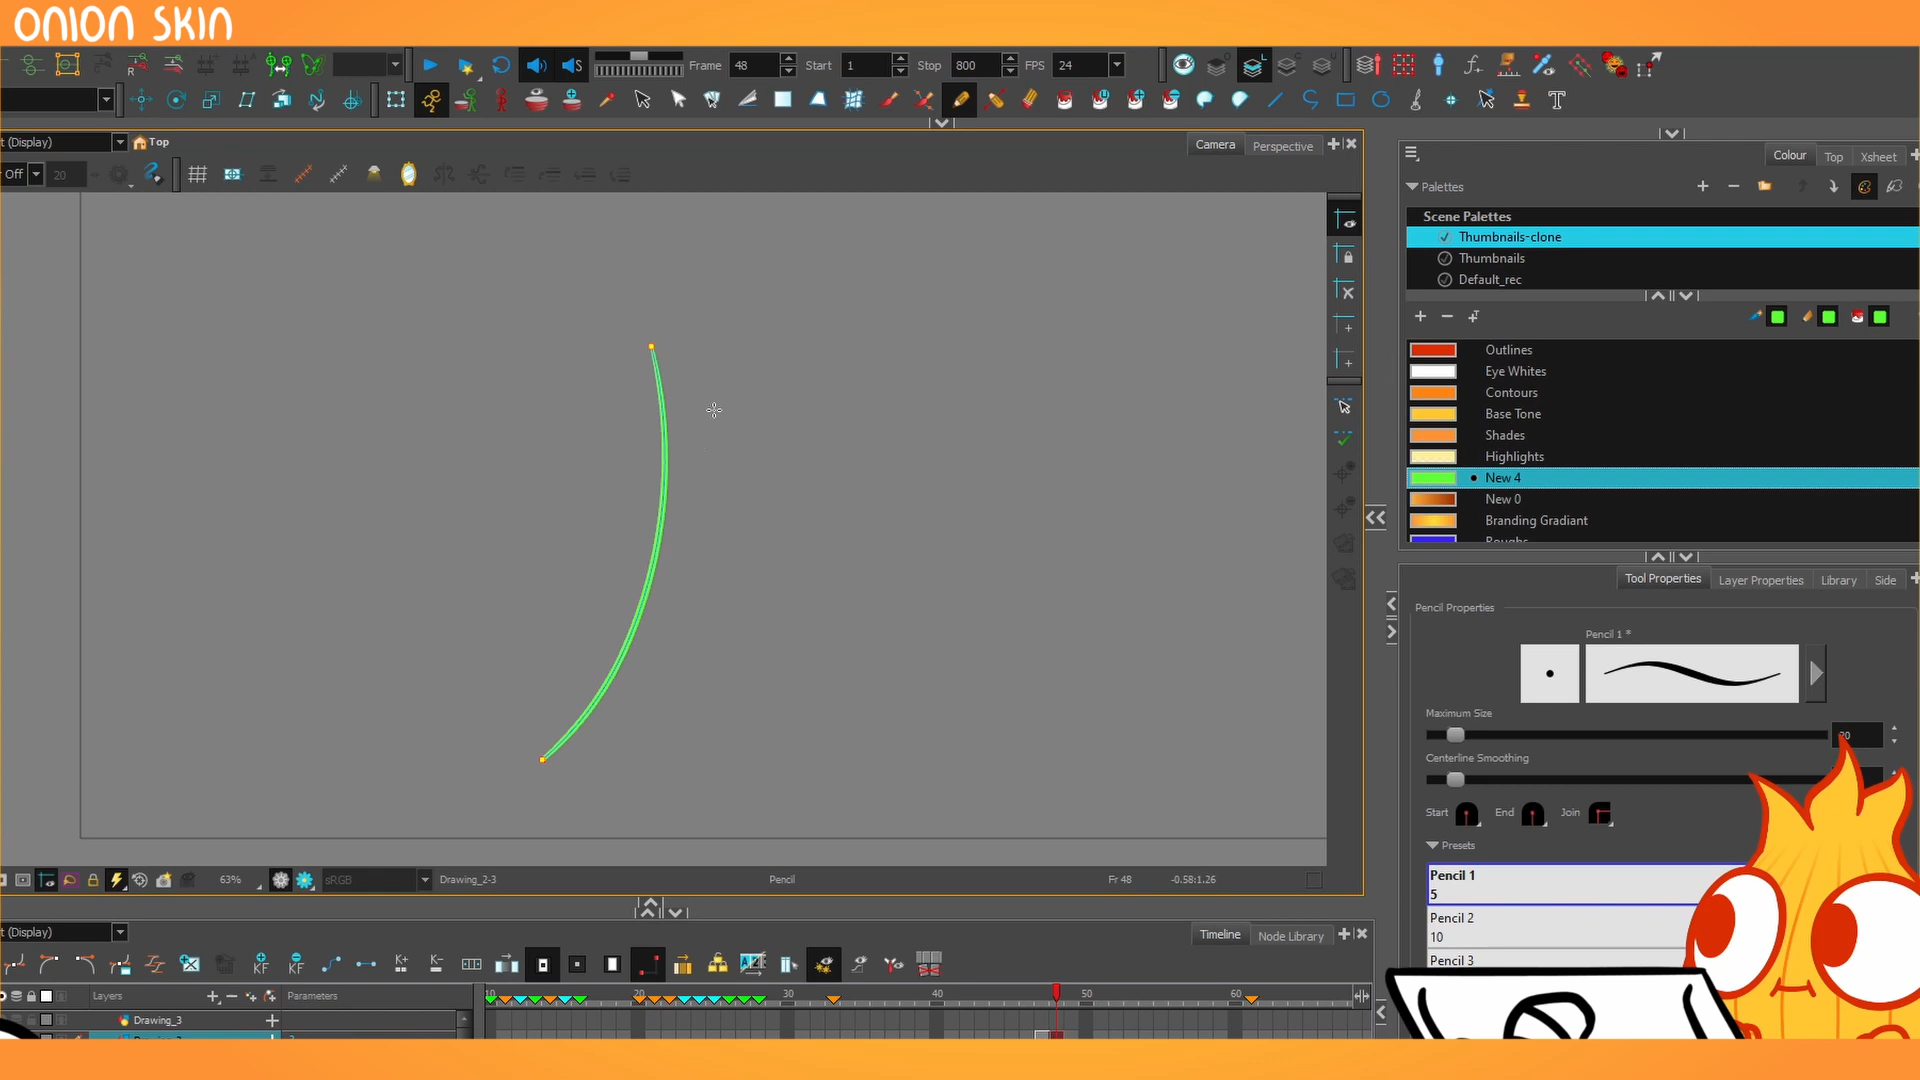 ONION SKIN
Frame 48 Start 1 Stop 800 FPS 24
t (Display) Top Camera Perspective
Off 20
Colour Top Xsheet
Palettes
Scene Palettes
Thumbnails-clone
Thumbnails
Default_rec
Outlines
Eye Whites
Contours
Base Tone
Shades
Highlights
New 4
New 0
Branding Gradiant
Roughs
Tool Properties Layer Properties Library Side
Pencil Properties
Pencil 1 *
Maximum Size
Centerline Smoothing
Start End Join
Presets
Pencil 1
5
Pencil 2
10
Pencil 3
63% sRGB Drawing_2-3 Pencil Fr 48 -0.58:1.26
t (Display) Timeline Node Library
KF KF K+ K-
Layers Parameters 20 30 40 50 60
Drawing_3